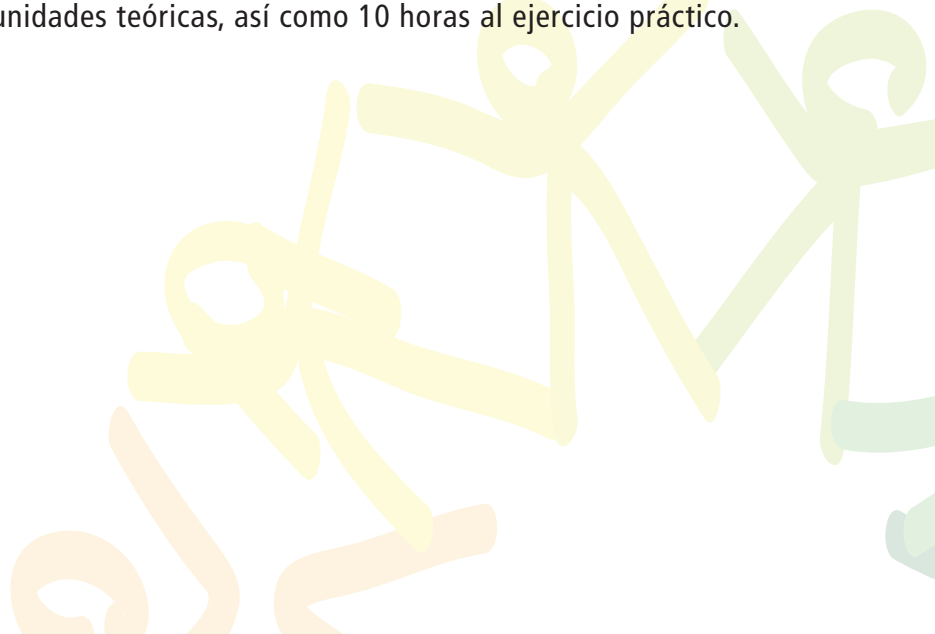 unidades teóricas, así como 10 horas al ejercicio práctico.